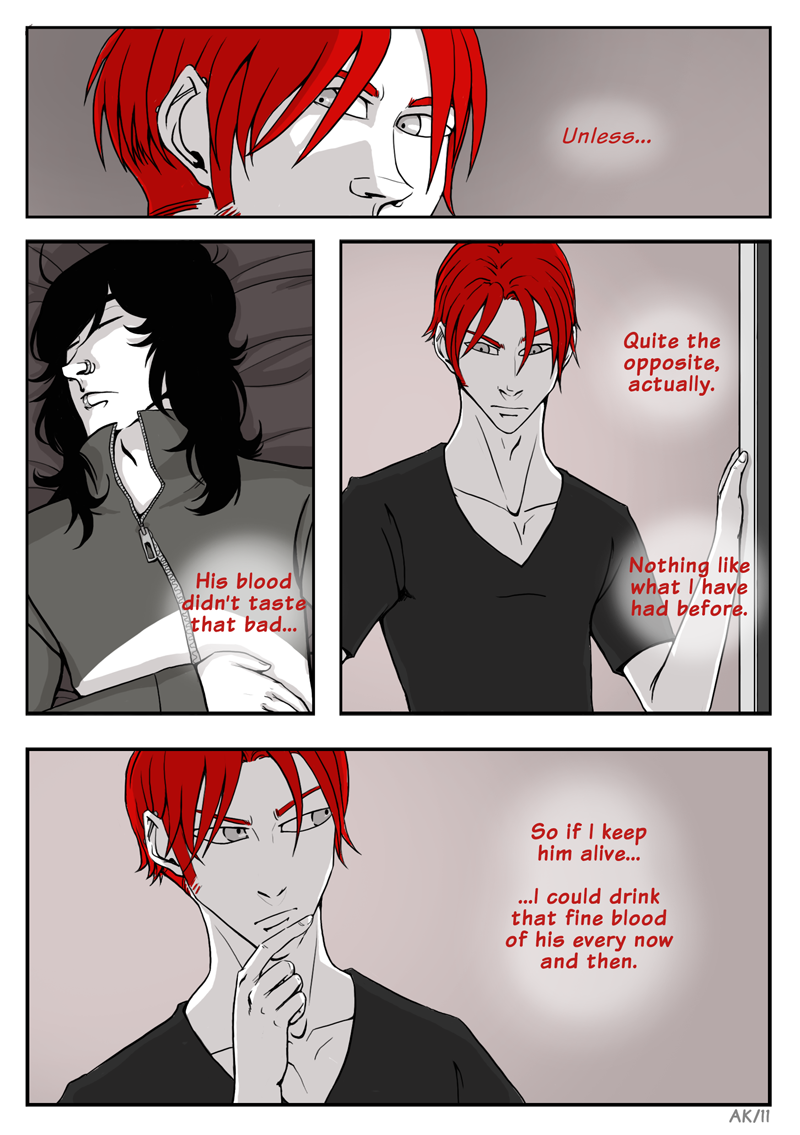 Unless...
His blood
didn't taste
that bad...
Quite the
opposite,
actually.
Nothing like
what I have
had before.
So if I keep
him alive...
...I could drink
that fine blood
of his every now
and then.
AK/11